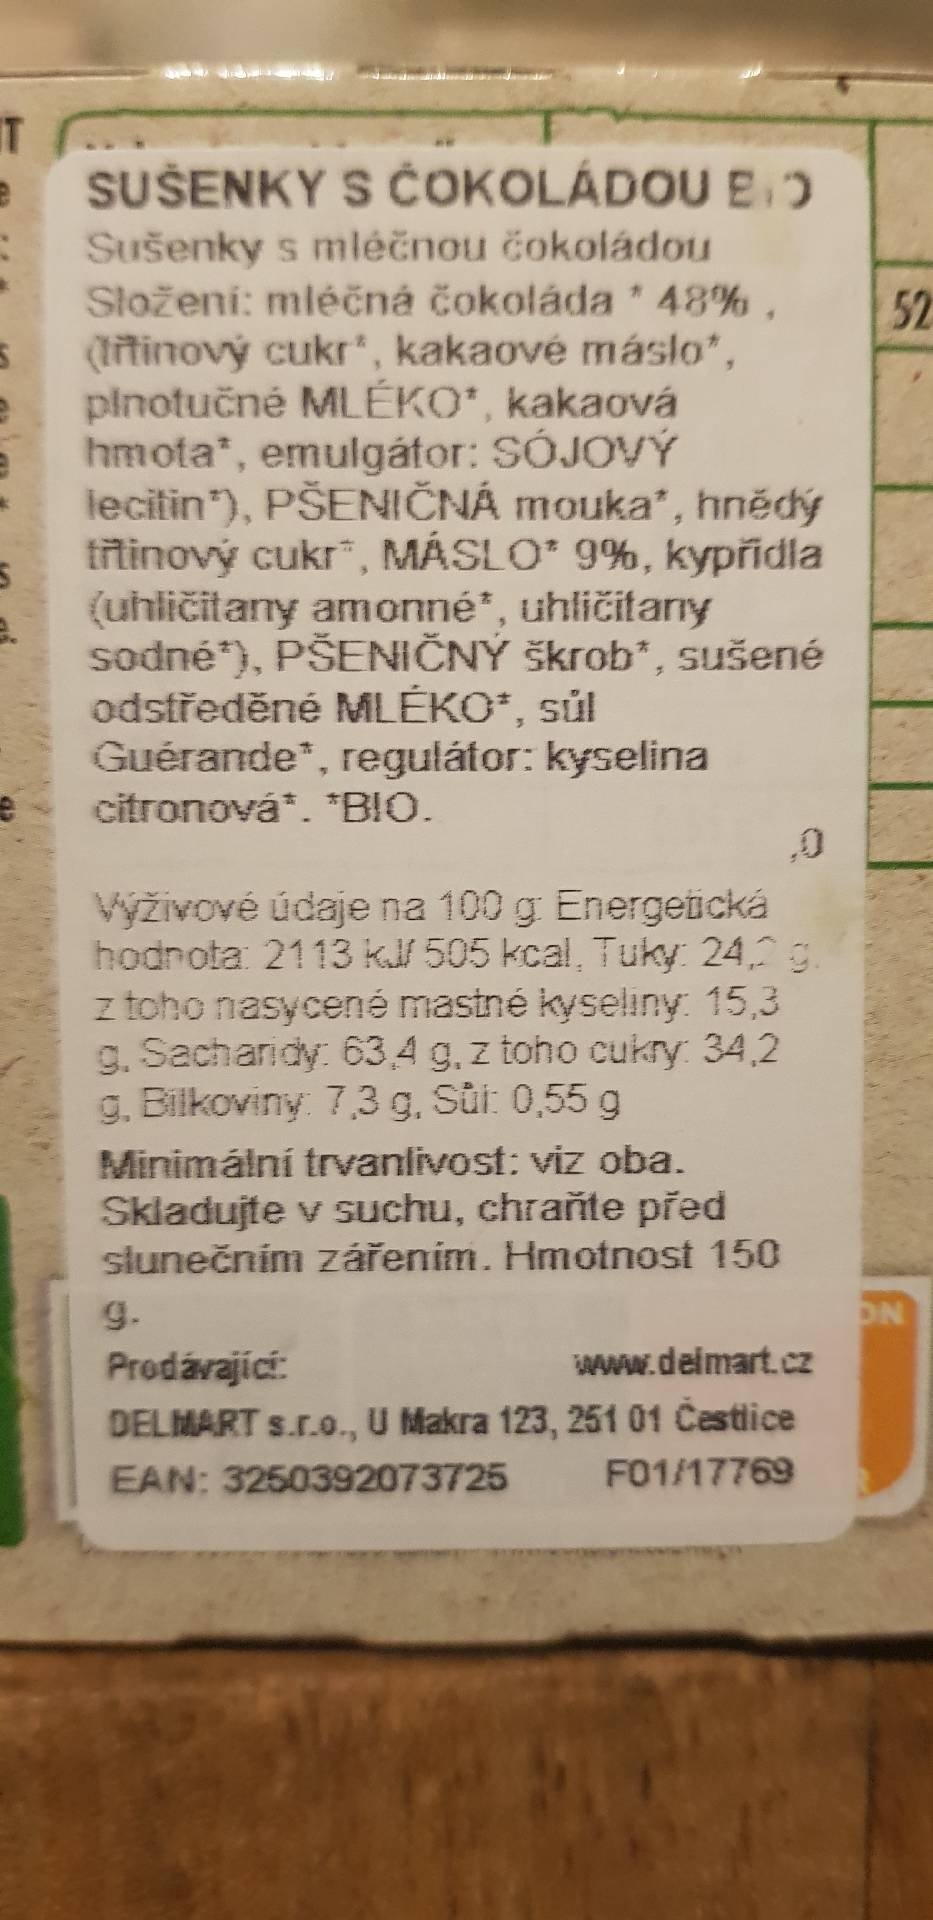 SUŠENKY S ČOKOLÁDOU BIO
Sušenky s mléčnou čokoládou
Složení: mléčná čokoláda * 48% ,
(třtinový cukr*, kakaové máslo*,
plnotučné MLÉKO*, kakaová
hmota*, emulgátor: SÓJOVÝ
lecitin*), PŠENIČNÁ mouka*, hnědý
třtinový cukr*, MÁSLO* 9%, kypřidla
(uhličitany amonné*, uhličitany
sodné*), PŠENIČNÝ škrob*, sušené
odstředěné MLÉKO*, sůl
Guérande*, regulátor: kyselina
citronová*. *BIO.
,0
Výživové údaje na 100 g: Energetická
hodnota: 2113 kJ/ 505 kcal, Tuky: g,
z toho nasycené mastné kyseliny: 15,3
g, Sacharidy: 63,4 g, z toho cukry: 34,2
g, Bílkoviny: 7,3 g, Sůl: 0,55 g
Minimální trvanlivost: viz oba.
Skladujte v suchu, chraňte před
slunečním zářením. Hmotnost 150
g.
Prodávající: www.delmart.cz
DELMART s.r.o., U Makra 123, 251 01 Čestlice
EAN: 3250392073725 F01/17769
52